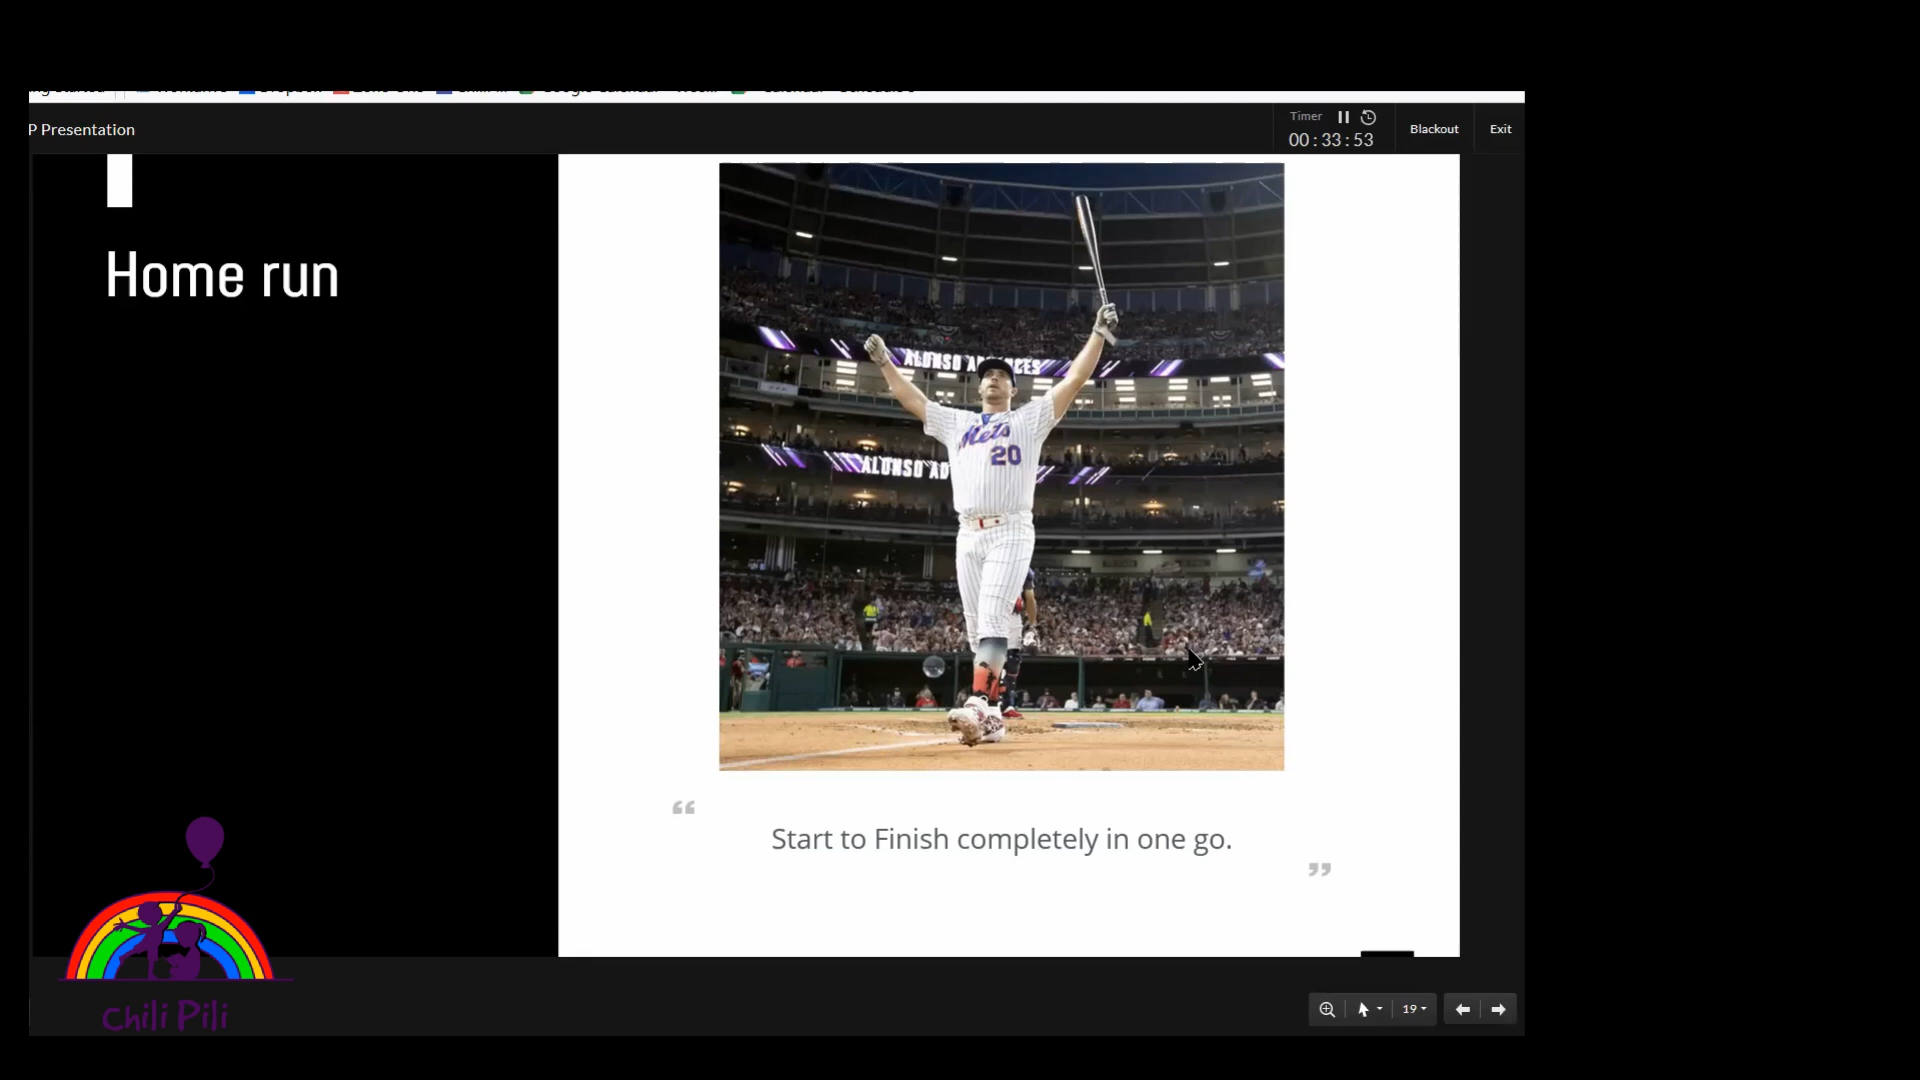 P Presentation
Timer
00:33:53
Blackout
Exit
Home run
ALONSO
Mets
20
ALONSO AD
“
Start to Finish completely in one go.
”
Chili Pili
19